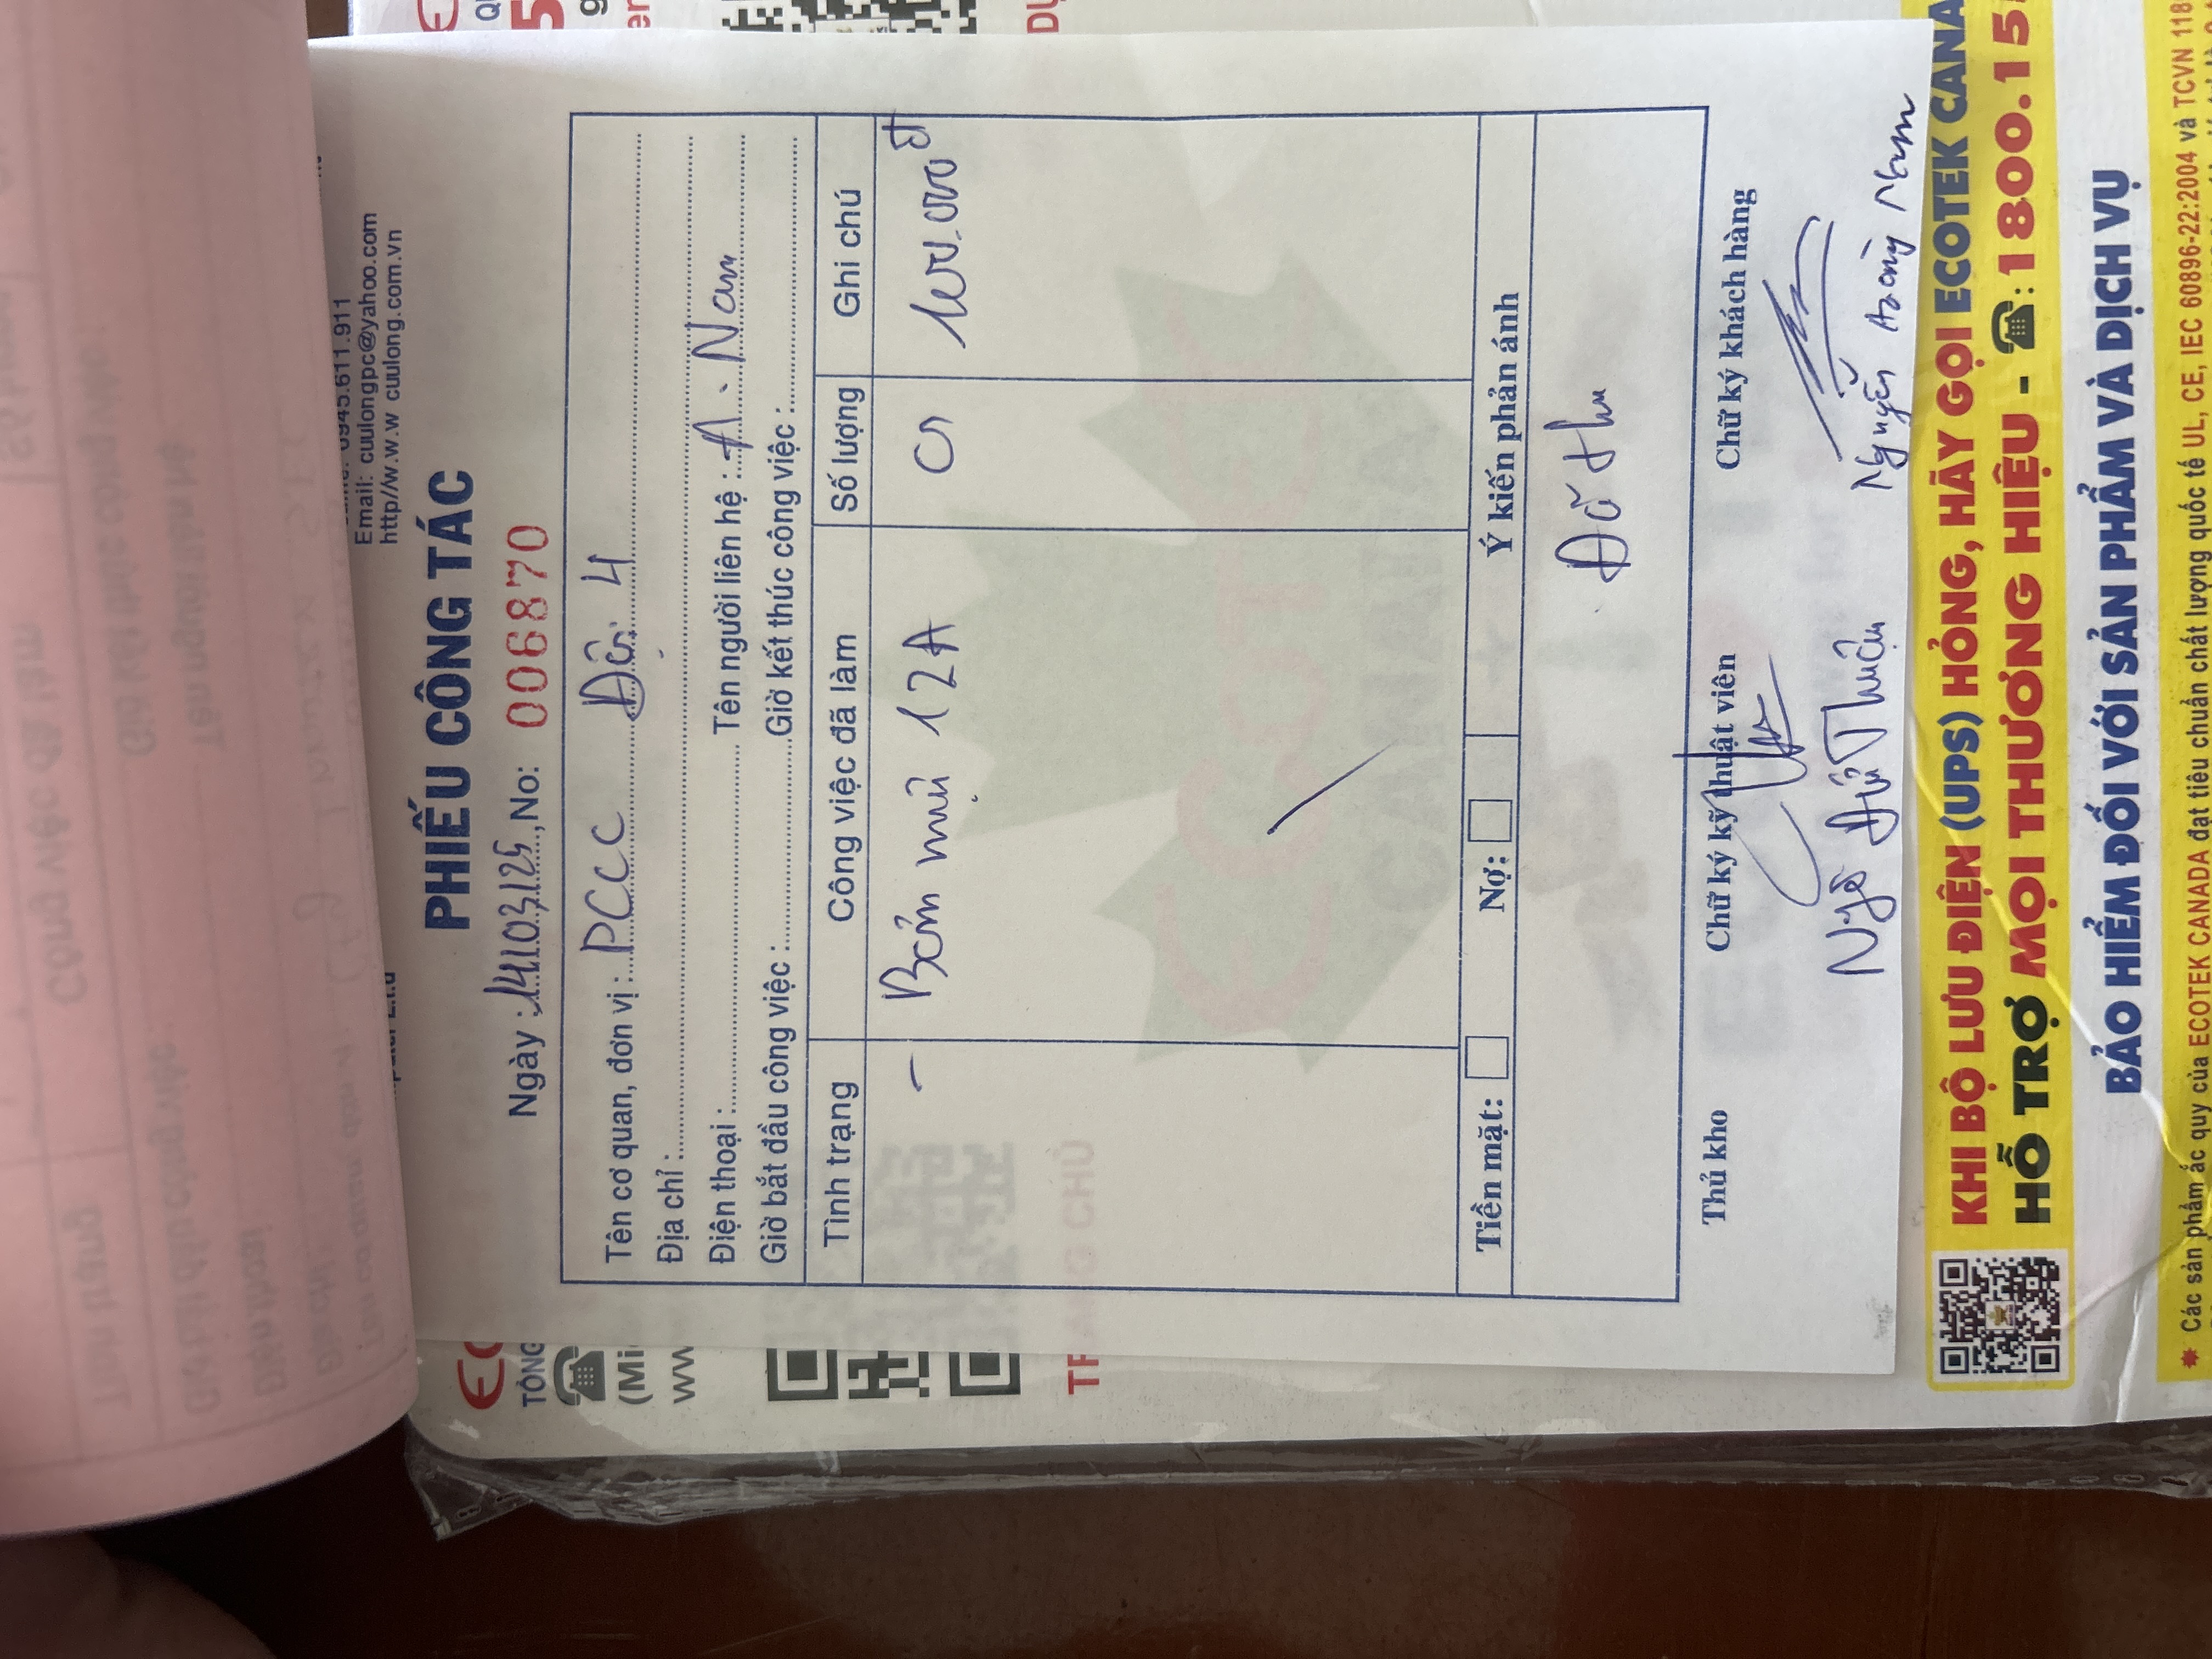 Email: cuulongpc@yahoo.com
http//w.w.w cuulong.com.vn
PHIẾU CÔNG TÁC
Ngày : 14/03/25, No: 006870
Tên cơ quan, đơn vị : PCCC Đội 4
Địa chỉ :
Điện thoại : Tên người liên hệ : A. Nam
Giờ bắt đầu công việc : Giờ kết thúc công việc :
Tình trạng Công việc đã làm Số lượng Ghi chú
- Bơm mực 12A 01 100.000đ
Tiền mặt: Nợ: Ý kiến phản ánh
Đã thu
Thủ kho Chữ ký kỹ thuật viên Chữ ký khách hàng
Ngô Đức Thuận Nguyễn Hoàng Nam
TRANG CHỦ
KHI BỘ LƯU ĐIỆN (UPS) HỎNG, HÃY GỌI ECOTEK CANA
HỖ TRỢ MỌI THƯƠNG HIỆU - ☎: 1800.15
BẢO HIỂM ĐỐI VỚI SẢN PHẨM VÀ DỊCH VỤ
* Các sản phẩm ắc quy của ECOTEK CANADA đạt tiêu chuẩn chất lượng quốc tế UL, CE, IEC 60896-22:2004 và TCVN 118